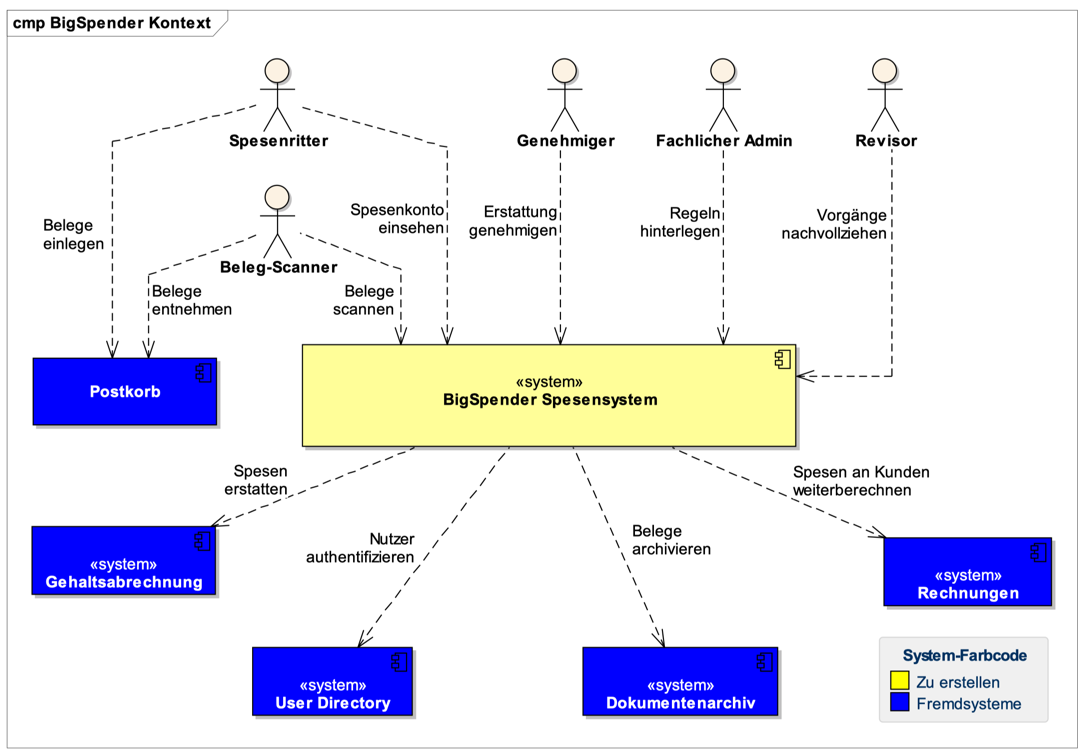 cmp BigSpender Kontext
Spesenritter
Genehmiger
Fachlicher Admin
Revisor
Belege
einlegen
Spesenkonto
einsehen
Erstattung
genehmigen
Regeln
hinterlegen
Vorgänge
nachvollziehen
Beleg-Scanner
Belege
entnehmen
Belege
scannen
Postkorb
«system»
BigSpender Spesensystem
Spesen
erstatten
Nutzer
authentifizieren
Belege
archivieren
Spesen an Kunden
weiterberechnen
«system»
Gehaltsabrechnung
«system»
Rechnungen
«system»
User Directory
«system»
Dokumentenarchiv
System-Farbcode
Zu erstellen
Fremdsysteme